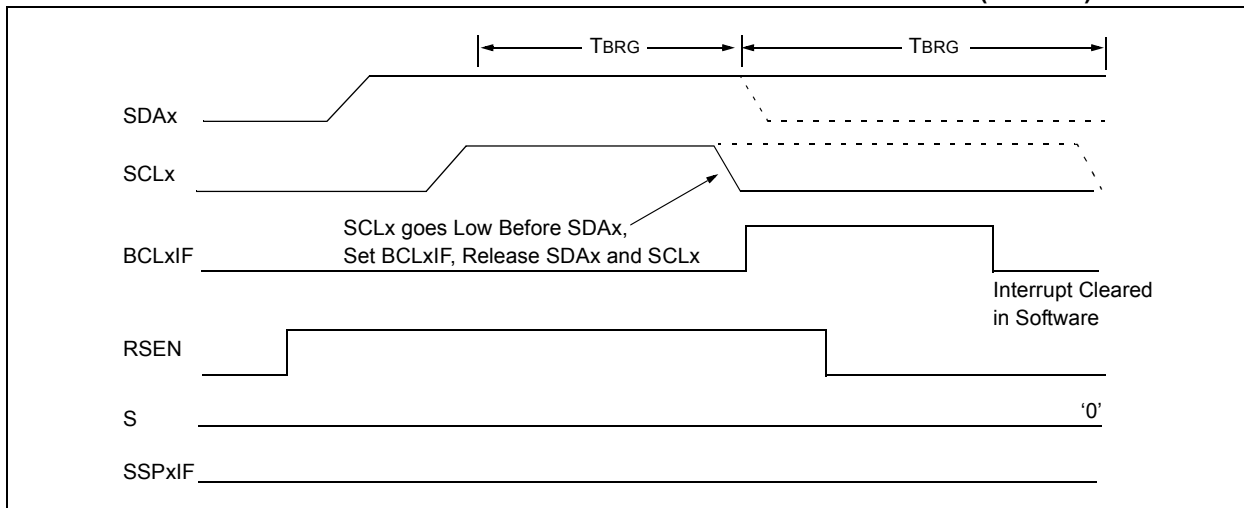 TBRG TBRG
SDAx
SCLx
SCLx goes Low Before SDAx,
Set BCLxIF, Release SDAx and SCLx
BCLxIF
Interrupt Cleared
in Software
RSEN
S
‘0’
SSPxIF